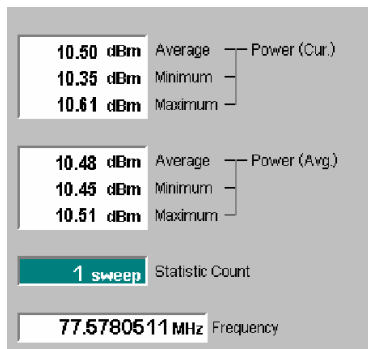 10.50 dBm Average Power (Cur.)
10.35 dBm Minimum
10.61 dBm Maximum
10.48 dBm Average Power (Avg.)
10.45 dBm Minimum
10.51 dBm Maximum
1 sweep Statistic Count
77.5780511 MHz Frequency